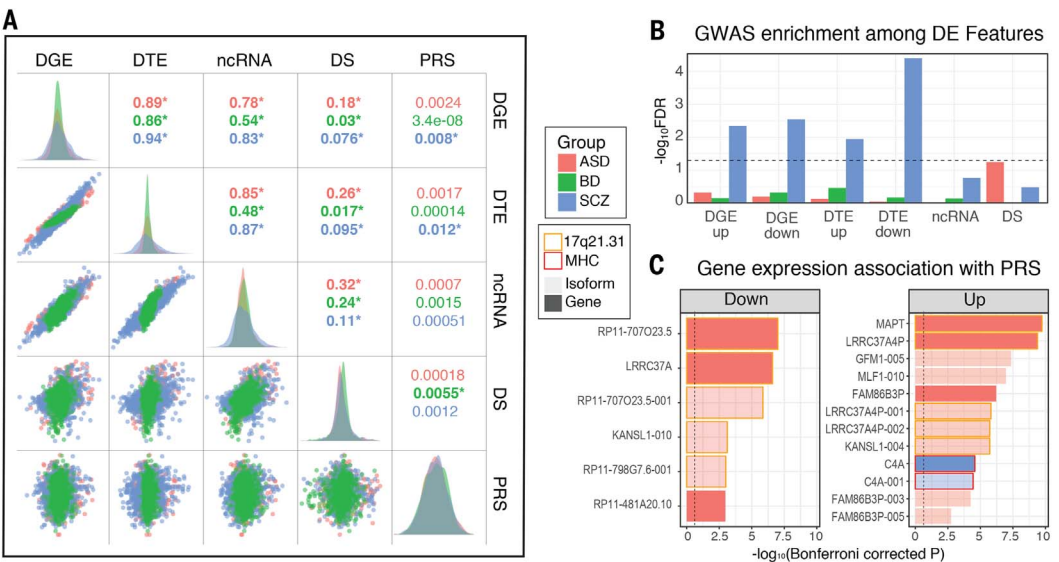 A
DGE DTE ncRNA DS PRS
0.89* 0.78* 0.18* 0.0024
0.86* 0.54* 0.03* 3.4e-08
0.94* 0.83* 0.076* 0.008*
DGE
0.85* 0.26* 0.0017
0.48* 0.017* 0.00014
0.87* 0.095* 0.012*
DTE
0.32* 0.0007
0.24* 0.0015
0.11* 0.00051
ncRNA
0.00018
0.0055*
0.0012
DS
PRS
Group
ASD
BD
SCZ
17q21.31
MHC
Isoform
Gene
B
GWAS enrichment among DE Features
-log10FDR
4
3
2
1
0
DGE up
DGE down
DTE up
DTE down
ncRNA
DS
C
Gene expression association with PRS
Down
RP11-707O23.5
LRRC37A
RP11-707O23.5-001
KANSL1-010
RP11-798G7.6-001
RP11-481A20.10
0 2.5 5 7.5 10
Up
MAPT
LRRC37A4P
GFM1-005
MLF1-010
FAM86B3P
LRRC37A4P-001
LRRC37A4P-002
KANSL1-004
C4A
C4A-001
FAM86B3P-003
FAM86B3P-005
0 2.5 5 7.5 10
-log10(Bonferroni corrected P)